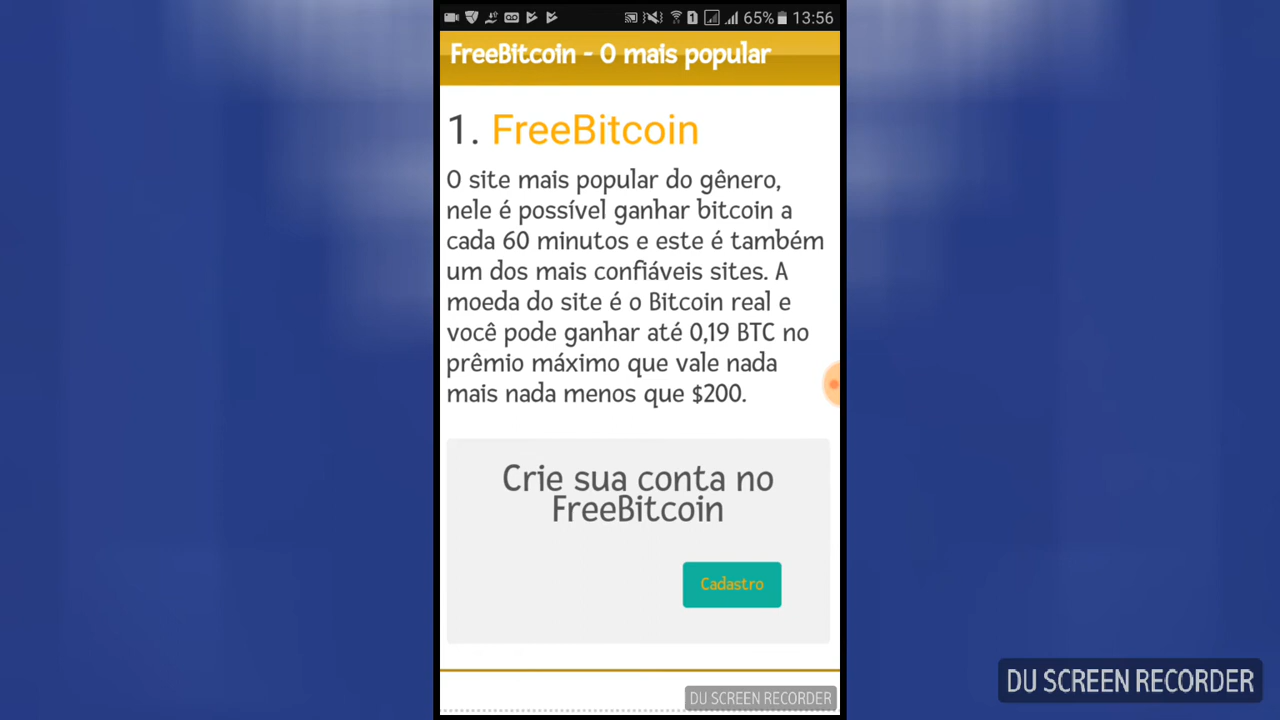 65% 13:56
FreeBitcoin - O mais popular
1. FreeBitcoin
O site mais popular do gênero,
nele é possível ganhar bitcoin a
cada 60 minutos e este é também
um dos mais confiáveis sites. A
moeda do site é o Bitcoin real e
você pode ganhar até 0,19 BTC no
prêmio máximo que vale nada
mais nada menos que $200.
Crie sua conta no
FreeBitcoin
Cadastro
DU SCREEN RECORDER
DU SCREEN RECORDER